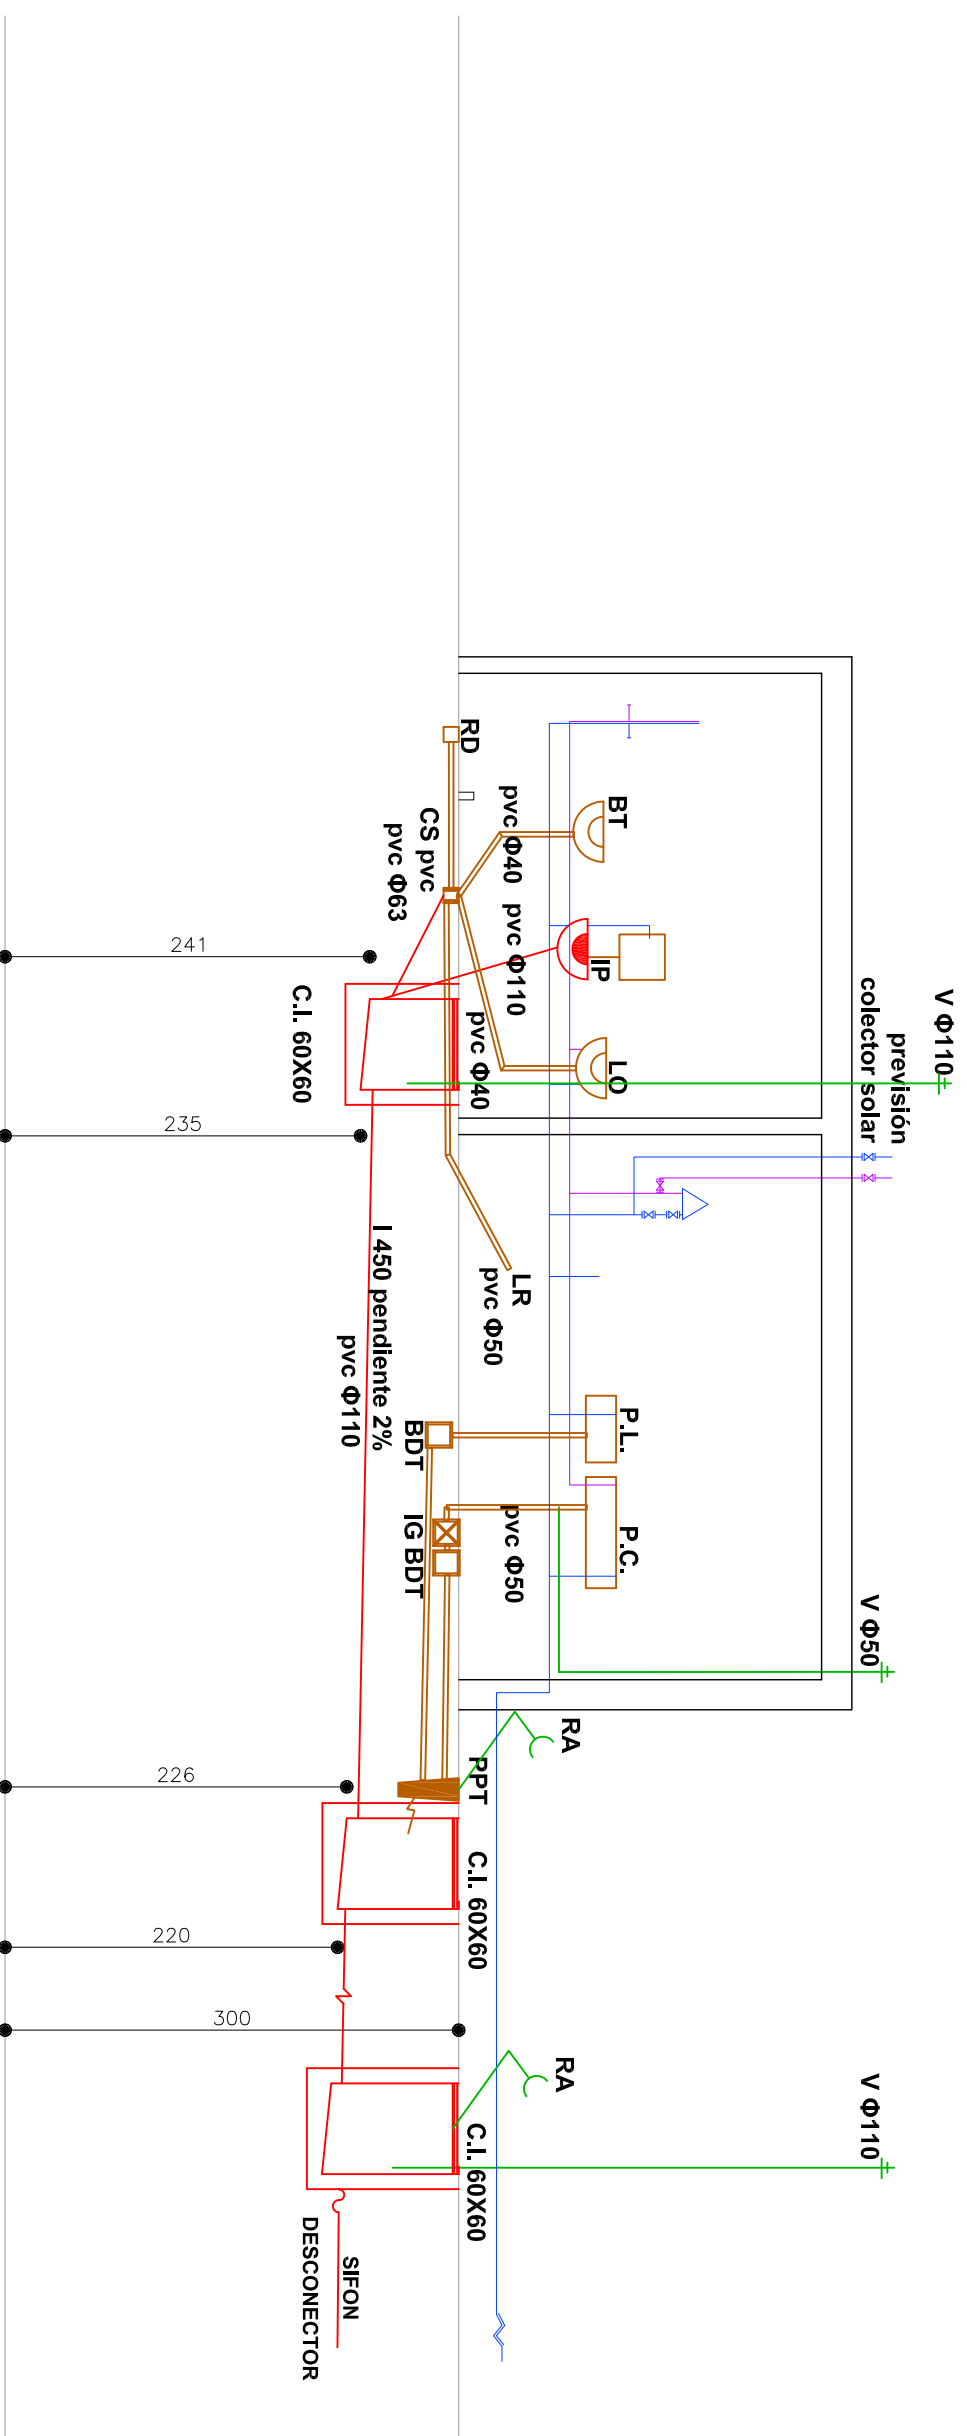 V Φ110
previsión
colector solar
V Φ50
V Φ110
BT
IP
LO
P.L.
P.C.
RD
pvc Φ40
pvc Φ110
pvc Φ40
LR
pvc Φ50
pvc Φ50
RA
RA
CS pvc
pvc Φ63
BDT
IG BDT
PPT
C.I. 60X60
C.I. 60X60
C.I. 60X60
l 450 pendiente 2%
pvc Φ110
SIFON
DESCONECTOR
241
235
226
220
300